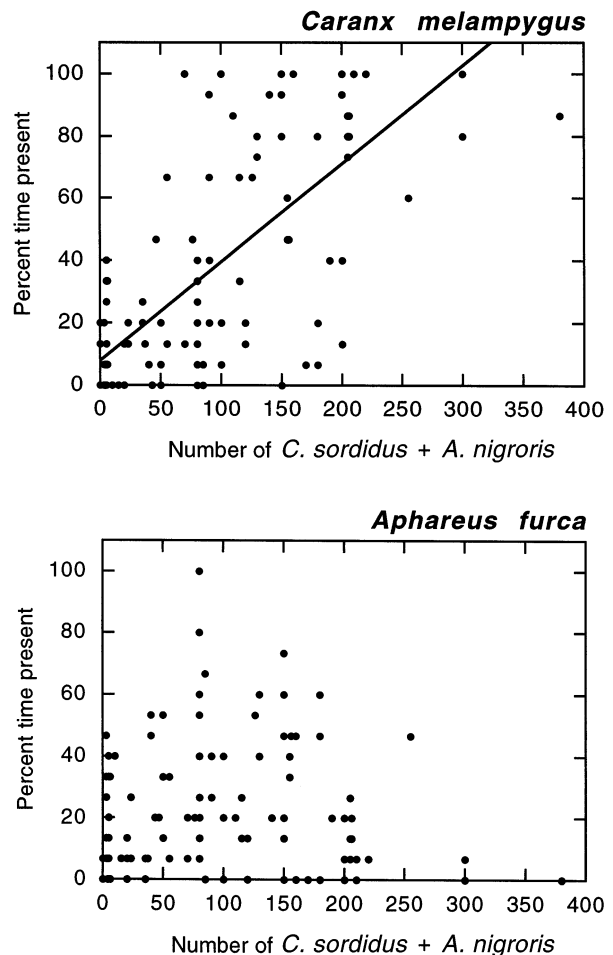 Caranx melampygus
100
80
60
40
20
0
Percent time present
0 50 100 150 200 250 300 350 400
Number of C. sordidus + A. nigroris
Aphareus furca
100
80
60
40
20
0
Percent time present
0 50 100 150 200 250 300 350 400
Number of C. sordidus + A. nigroris